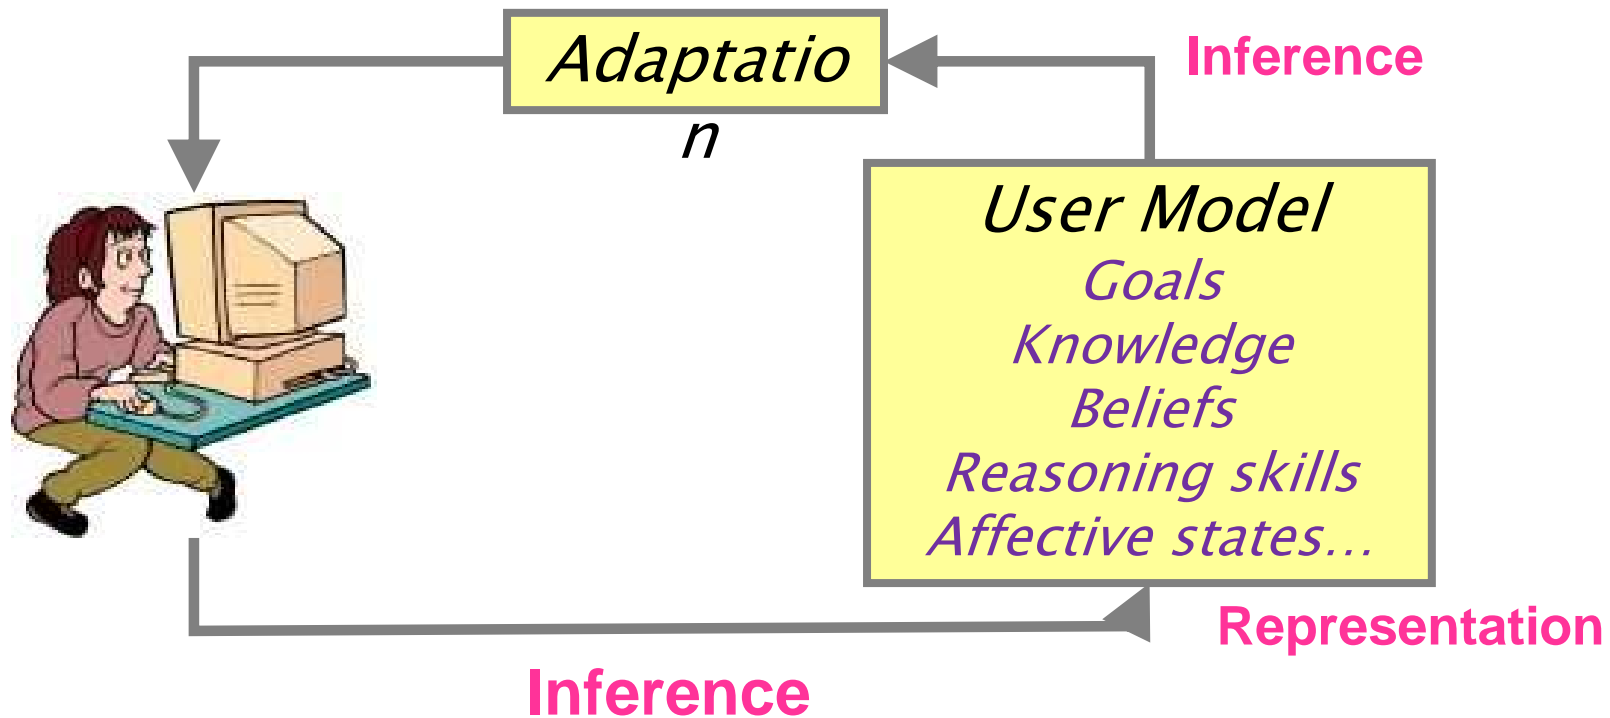 Adaptatio
n
Inference
User Model
Goals
Knowledge
Beliefs
Reasoning skills
Affective states…
Representation
Inference